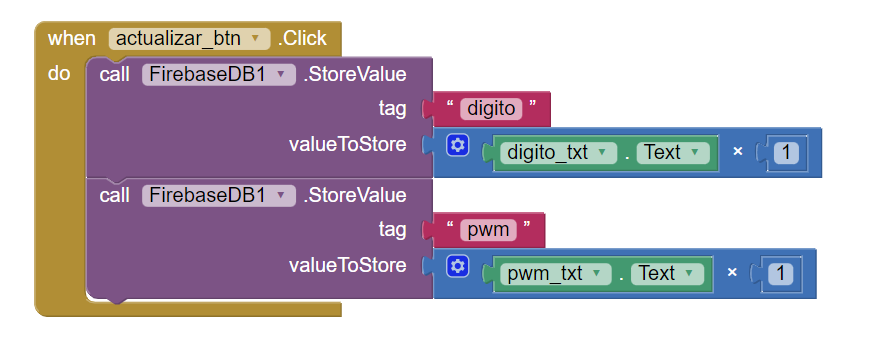 when actualizar_btn .Click
do call FirebaseDB1 .StoreValue
tag “ digito ”
valueToStore digito_txt . Text × 1
call FirebaseDB1 .StoreValue
tag “ pwm ”
valueToStore pwm_txt . Text × 1